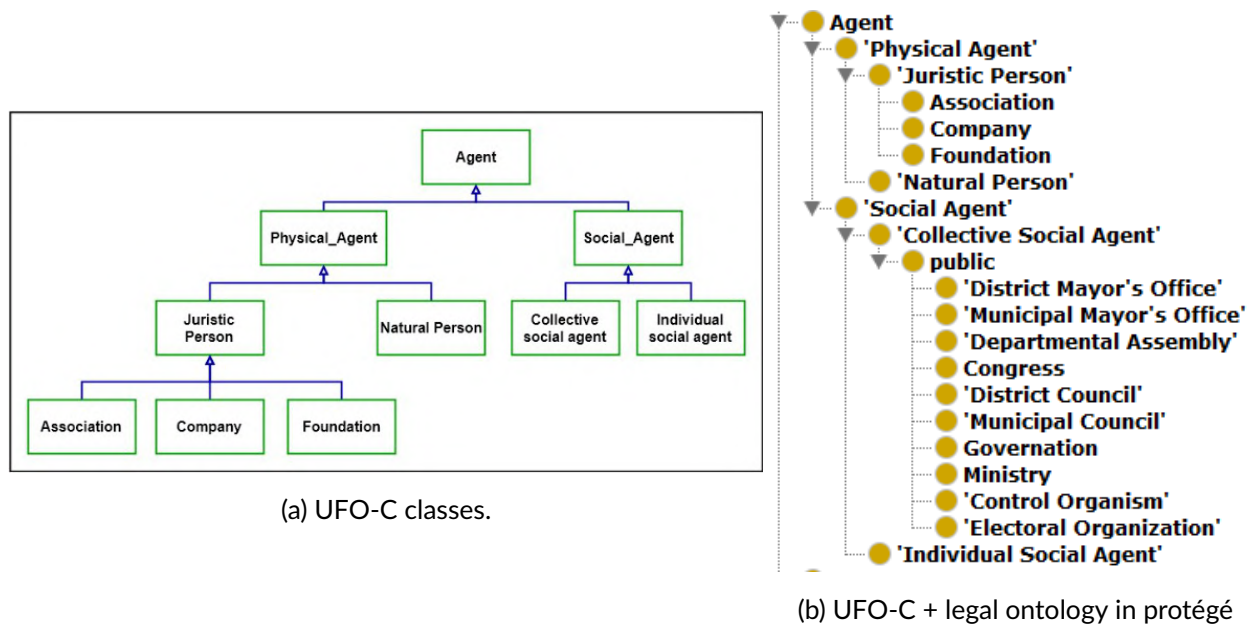 Agent
Physical_Agent
Social_Agent
Juristic
Person
Natural Person
Collective
social agent
Individual
social agent
Association
Company
Foundation
(a) UFO-C classes.
Agent
'Physical Agent'
'Juristic Person'
Association
Company
Foundation
'Natural Person'
'Social Agent'
'Collective Social Agent'
public
'District Mayor's Office'
'Municipal Mayor's Office'
'Departmental Assembly'
Congress
'District Council'
'Municipal Council'
Governation
Ministry
'Control Organism'
'Electoral Organization'
'Individual Social Agent'
(b) UFO-C + legal ontology in protégé